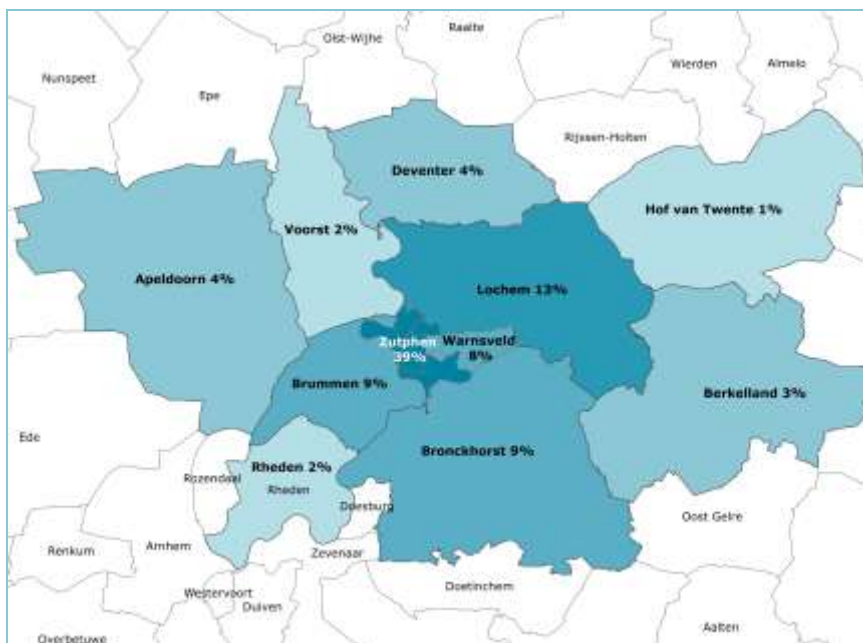 Olst-Wijhe
Raalte
Nunspeet
Epe
Wierden
Almelo
Rijssen-Holten
Deventer 4%
Hof van Twente 1%
Voorst 2%
Apeldoorn 4%
Lochem 13%
Zutphen
39%
Warnsveld
8%
Brummen 9%
Berkelland 3%
Ede
Bronckhorst 9%
Rheden 2%
Rozendaal
Rheden
Doesburg
Oost Gelre
Arnhem
Renkum
Zevenaar
Doetinchem
Westervoort
Duiven
Aalten
Overbetuwe